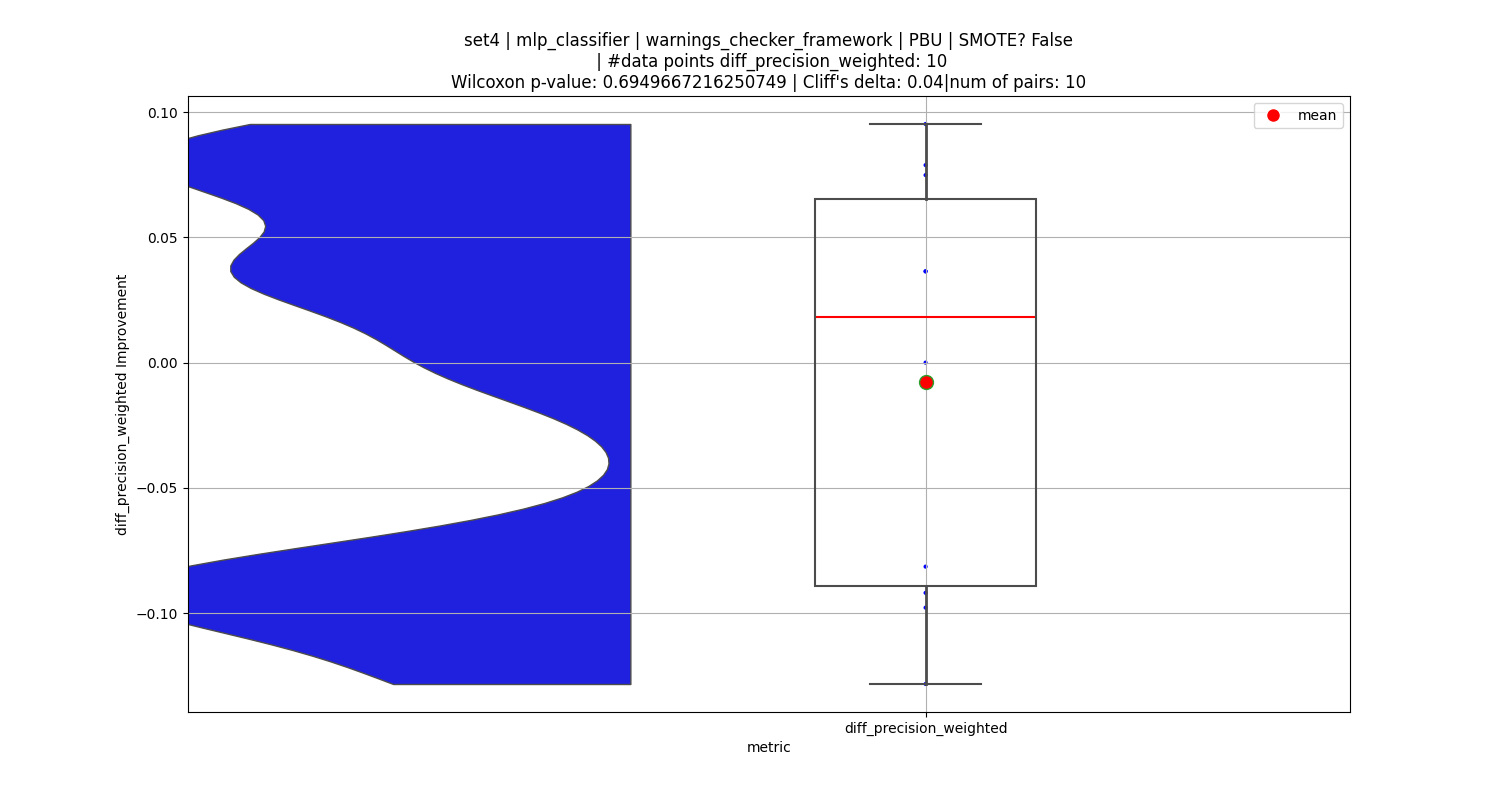 set4 | mlp_classifier | warnings_checker_framework | PBU | SMOTE? False
| #data points diff_precision_weighted: 10
Wilcoxon p-value: 0.6949667216250749 | Cliff's delta: 0.04|num of pairs: 10
mean
0.10
0.05
0.00
−0.05
−0.10
diff_precision_weighted Improvement
diff_precision_weighted
metric